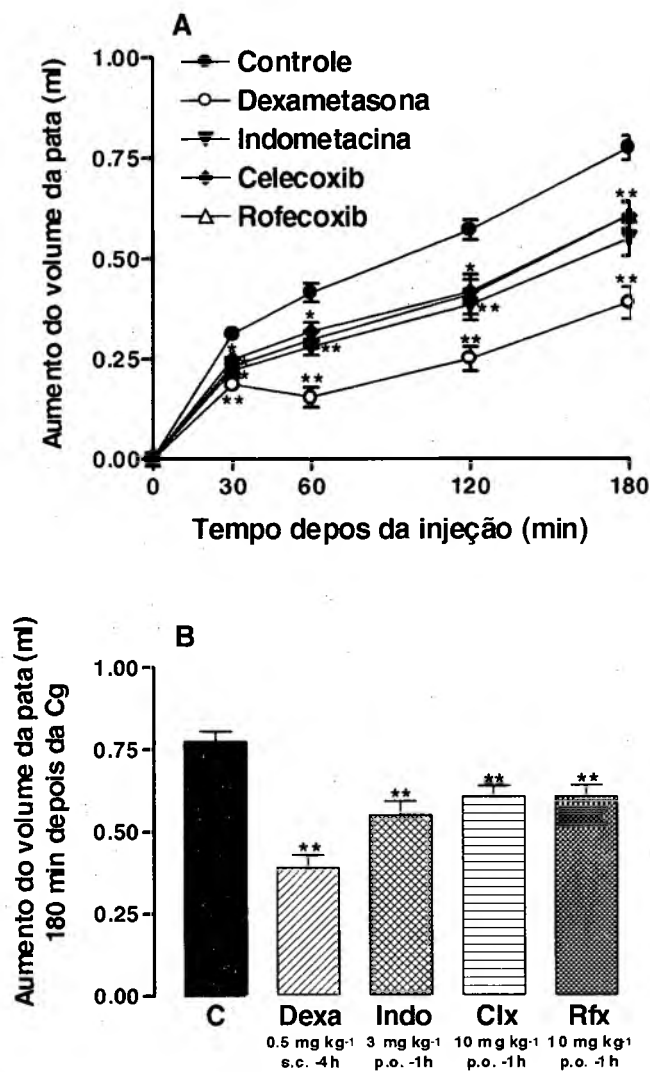 A
Aumento do volume da pata (ml)
1.00
0.75
0.50
0.25
0.00
Controle
Dexametasona
Indometacina
Celecoxib
Rofecoxib
*
*
**
*
**
**
*
**
**
**
**
0 30 60 120 180
Tempo depos da injeção (min)
B
Aumento do volume da pata (ml)
180 min depois da Cg
1.00
0.75
0.50
0.25
0.00
**
**
**
**
C Dexa Indo Clx Rfx
0.5 mg kg-1 3 mg kg-1 10 mg kg-1 10 mg kg-1
s.c. -4h p.o. -1h p.o. -1h p.o. -1h